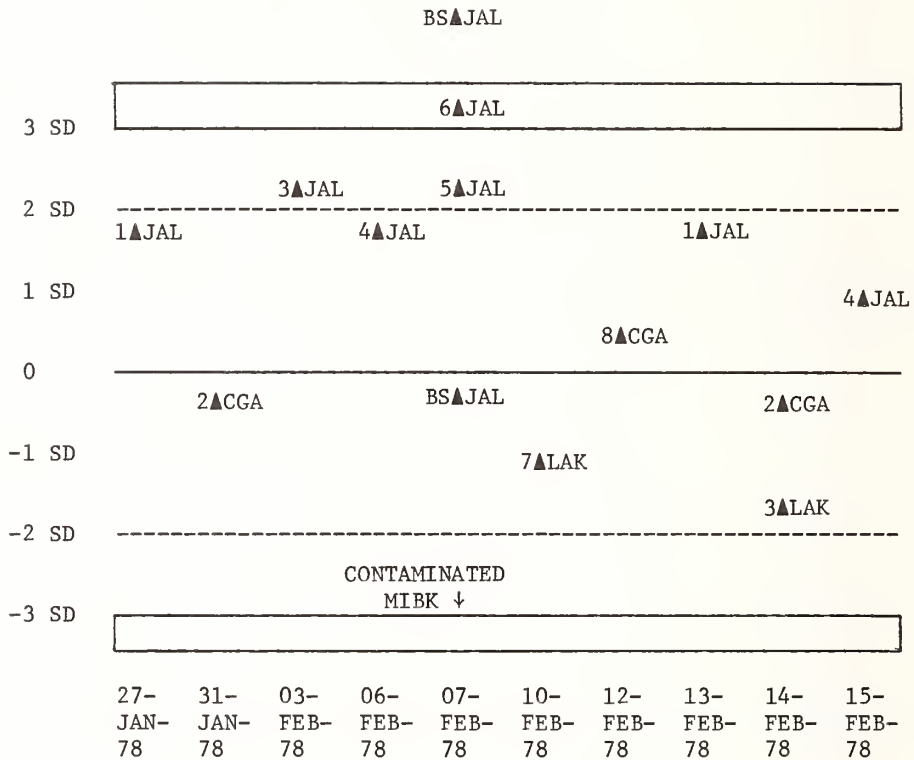 BS▲JAL
6▲JAL
3 SD
3▲JAL 5▲JAL
2 SD
1▲JAL 4▲JAL 1▲JAL
1 SD 4▲JAL
8▲CGA
0
2▲CGA BS▲JAL 2▲CGA
-1 SD 7▲LAK
3▲LAK
-2 SD
CONTAMINATED
MIBK ↓
-3 SD
27- 31- 03- 06- 07- 10- 12- 13- 14- 15-
JAN- JAN- FEB- FEB- FEB- FEB- FEB- FEB- FEB- FEB-
78 78 78 78 78 78 78 78 78 78